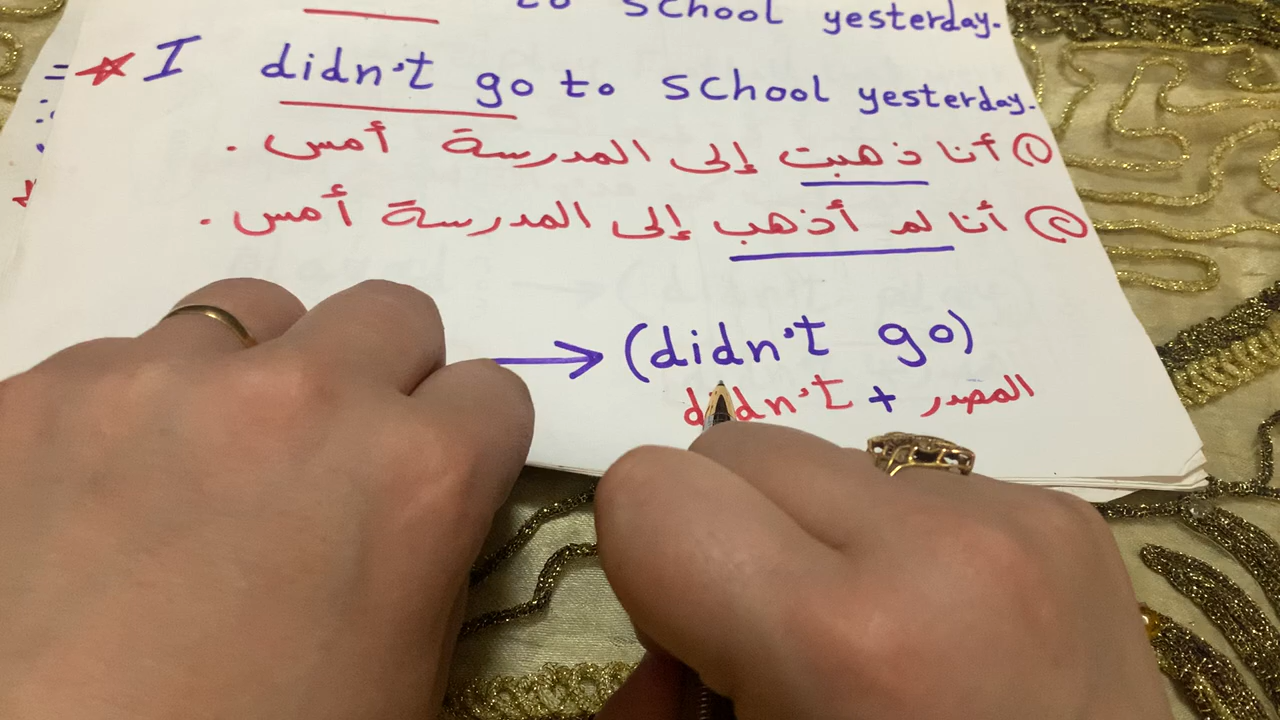 to school yesterday.
I didn't go to school yesterday.
① أنا ذهبت إلى المدرسة أمس .
② أنا لم أذهب إلى المدرسة أمس .
→ (didn't go)
didn't + المصدر